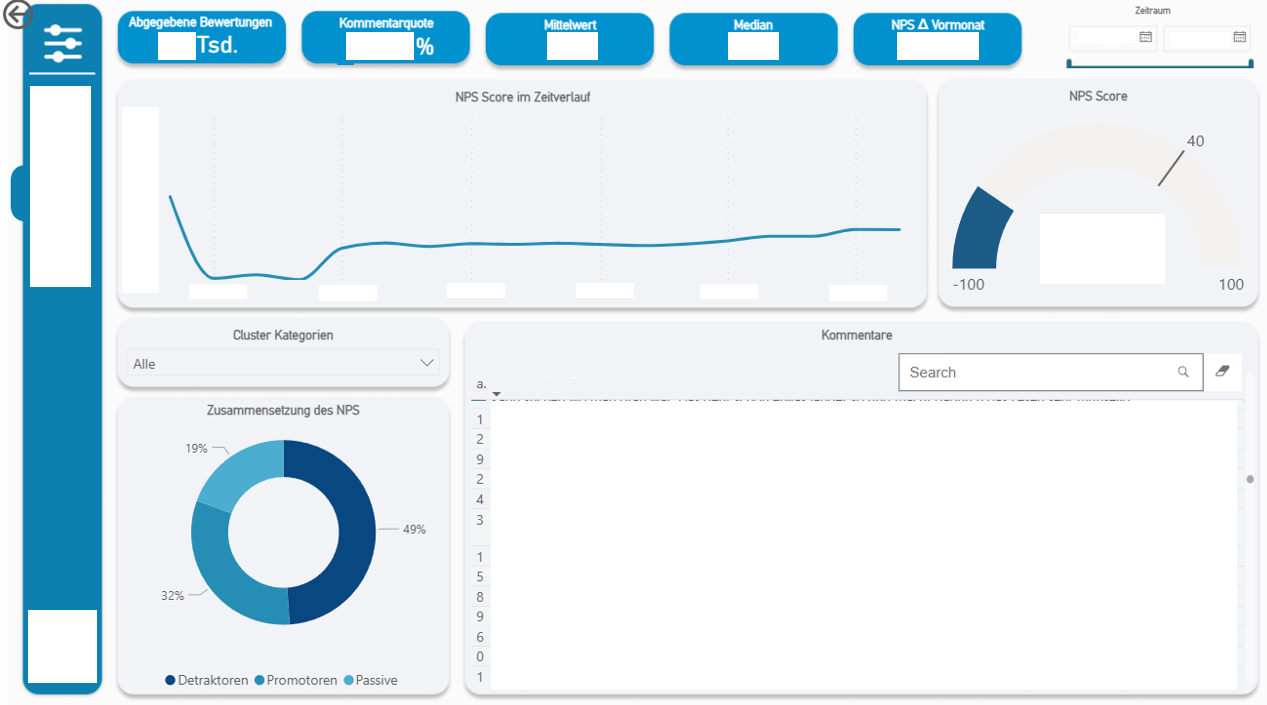 Abgegebene Bewertungen
Tsd.
Kommentarquote
%
Mittelwert
Median
NPS Δ Vormonat
Zeitraum
NPS Score im Zeitverlauf
NPS Score
40
-100
100
Cluster Kategorien
Alle
Zusammensetzung des NPS
19%
49%
32%
Detraktoren
Promotoren
Passive
Kommentare
Search
a.
1
2
9
2
4
3
1
5
8
9
6
0
1